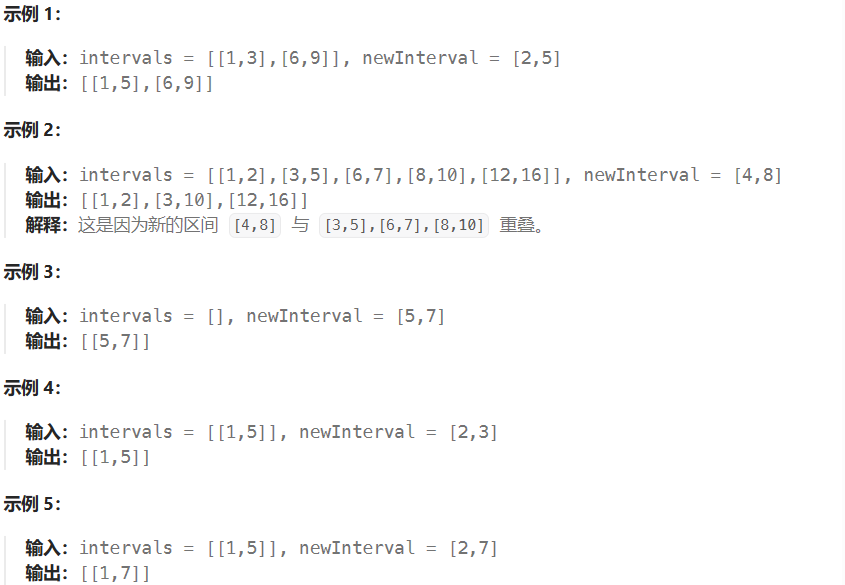 示例 1：
输入：intervals = [[1,3],[6,9]], newInterval = [2,5]
输出：[[1,5],[6,9]]
示例 2：
输入：intervals = [[1,2],[3,5],[6,7],[8,10],[12,16]], newInterval = [4,8]
输出：[[1,2],[3,10],[12,16]]
解释：这是因为新的区间 [4,8] 与 [3,5],[6,7],[8,10] 重叠。
示例 3：
输入：intervals = [], newInterval = [5,7]
输出：[[5,7]]
示例 4：
输入：intervals = [[1,5]], newInterval = [2,3]
输出：[[1,5]]
示例 5：
输入：intervals = [[1,5]], newInterval = [2,7]
输出：[[1,7]]